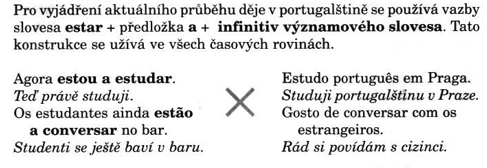 Pro vyjádření aktuálního průběhu děje v portugalštině se používá vazby
slovesa estar + předložka a + infinitiv významového slovesa. Tato
konstrukce se užívá ve všech časových rovinách.
Agora estou a estudar.
Teď právě studuji.
Os estudantes ainda estão
a conversar no bar.
Studenti se ještě baví v baru.
Estudo português em Praga.
Studuji portugalštinu v Praze.
Gosto de conversar com os
estrangeiros.
Rád si povídám s cizinci.